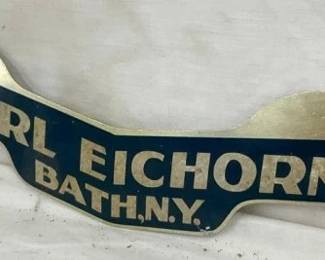 RL EICHORN
BATH, N.Y.